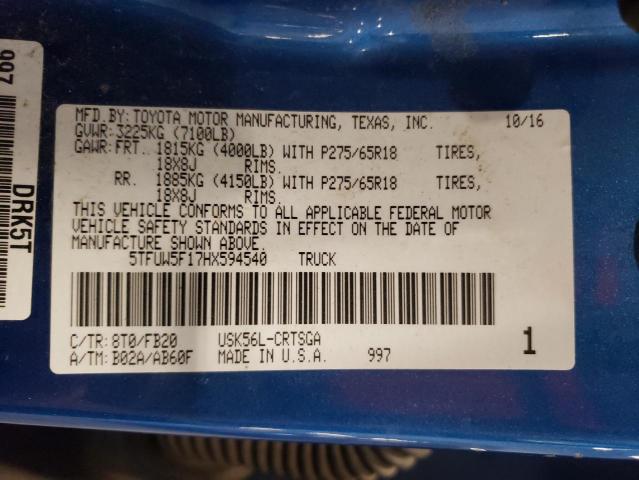 997
DRK5T
MFD.BY:TOYOTA MOTOR MANUFACTURING, TEXAS, INC. 10/16
GVWR:3225KG (7100LB)
GAWR:FRT. 1815KG (4000LB) WITH P275/65R18 TIRES,
18X8J RIMS.
RR. 1885KG (4150LB) WITH P275/65R18 TIRES,
18X8J RIMS.
THIS VEHICLE CONFORMS TO ALL APPLICABLE FEDERAL MOTOR
VEHICLE SAFETY STANDARDS IN EFFECT ON THE DATE OF
MANUFACTURE SHOWN ABOVE.
5TFUW5F17HX594540 TRUCK
C/TR:8T0/FB20 USK56L-CRTSGA
A/TM:B02A/AB60F MADE IN U.S.A. 997 1